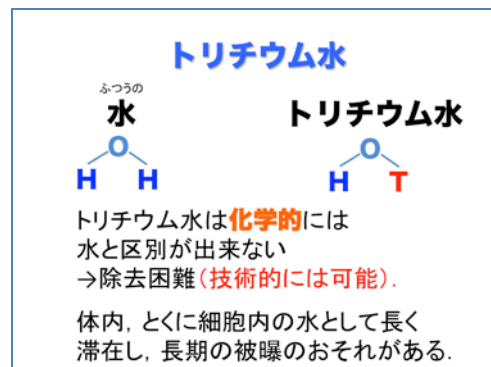 トリチウム水
ふつうの
水
トリチウム水
O
O
H H
H T
トリチウム水は化学的には
水と区別が出来ない
→除去困難(技術的には可能).
体内,とくに細胞内の水として長く
滞在し,長期の被曝のおそれがある.